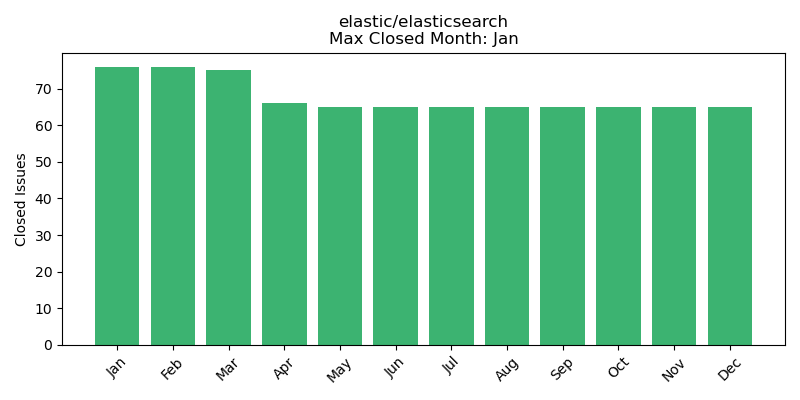 elastic/elasticsearch
Max Closed Month: Jan
Closed Issues
70
60
50
40
30
20
10
0
Jan
Feb
Mar
Apr
May
Jun
Jul
Aug
Sep
Oct
Nov
Dec